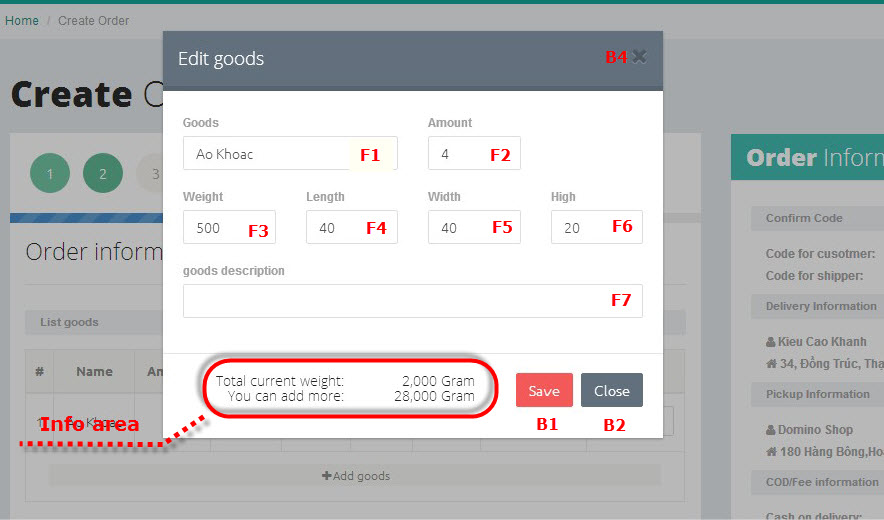 Home / Create Order
Edit goods B4
Create O
Goods Amount
Ao Khoac F1 4 F2
1 2 3
Order Inform
Weight Length Width High
500 F3 40 F4 40 F5 20 F6
Confirm Code
Order inform
Code for cusotmer:
goods description
Code for shipper:
F7
Delivery Information
List goods
Kieu Cao Khanh
34, Đồng Trúc, Thạ
# Name Am
Total current weight: 2,000 Gram
You can add more: 28,000 Gram
Save Close
Pickup Information
B1 B2
Info area
1 Ao Khoac
Domino Shop
180 Hàng Bông,Hoà
Add goods
COD/Fee information
Cash on delivery: